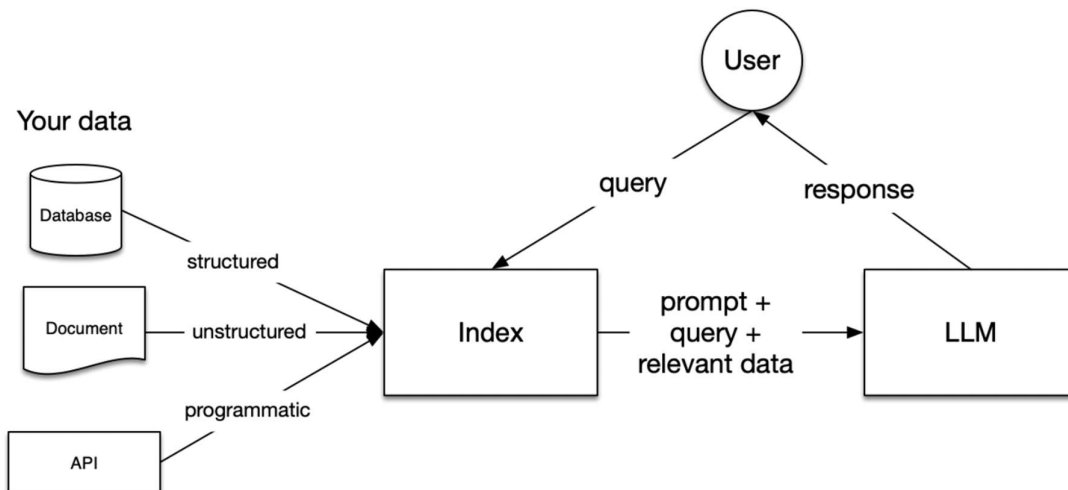 User
Your data
query
response
Database
structured
Document
unstructured
Index
prompt +
query +
relevant data
LLM
programmatic
API